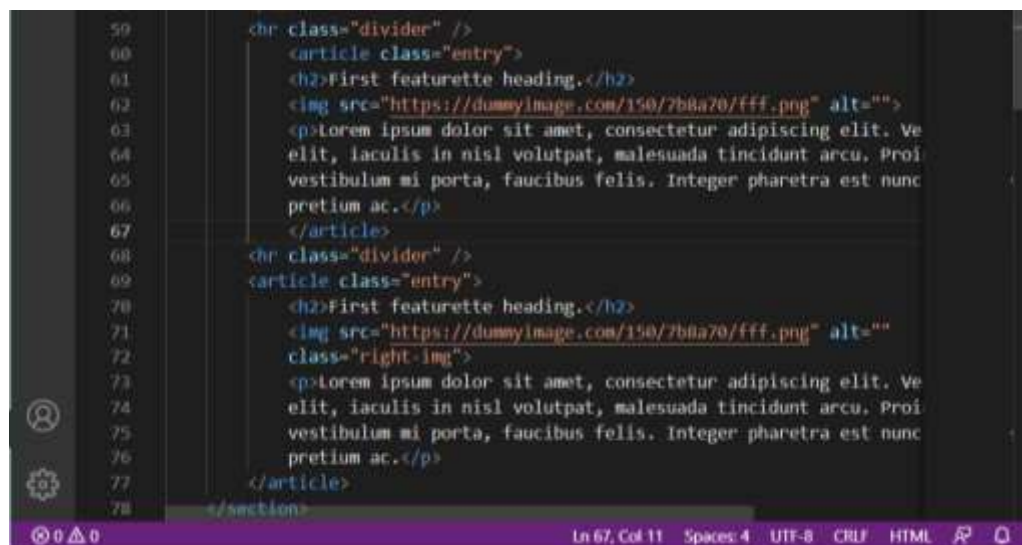 59 <hr class="divider" />
60 <article class="entry">
61 <h2>First featurette heading.</h2>
62 <img src="https://dummyimage.com/150/7b8a70/fff.png" alt="">
63 <p>Lorem ipsum dolor sit amet, consectetur adipiscing elit. Ve
64 elit, iaculis in nisl volutpat, malesuada tincidunt arcu. Proi
65 vestibulum mi porta, faucibus felis. Integer pharetra est nunc
66 pretium ac.</p>
67 </article>
68 <hr class="divider" />
69 <article class="entry">
70 <h2>First featurette heading.</h2>
71 <img src="https://dummyimage.com/150/7b8a70/fff.png" alt=""
72 class="right-img">
73 <p>Lorem ipsum dolor sit amet, consectetur adipiscing elit. Ve
74 elit, iaculis in nisl volutpat, malesuada tincidunt arcu. Proi
75 vestibulum mi porta, faucibus felis. Integer pharetra est nunc
76 pretium ac.</p>
77 </article>
78 </section>
0 0 Ln 67, Col 11 Spaces: 4 UTF-8 CRLF HTML